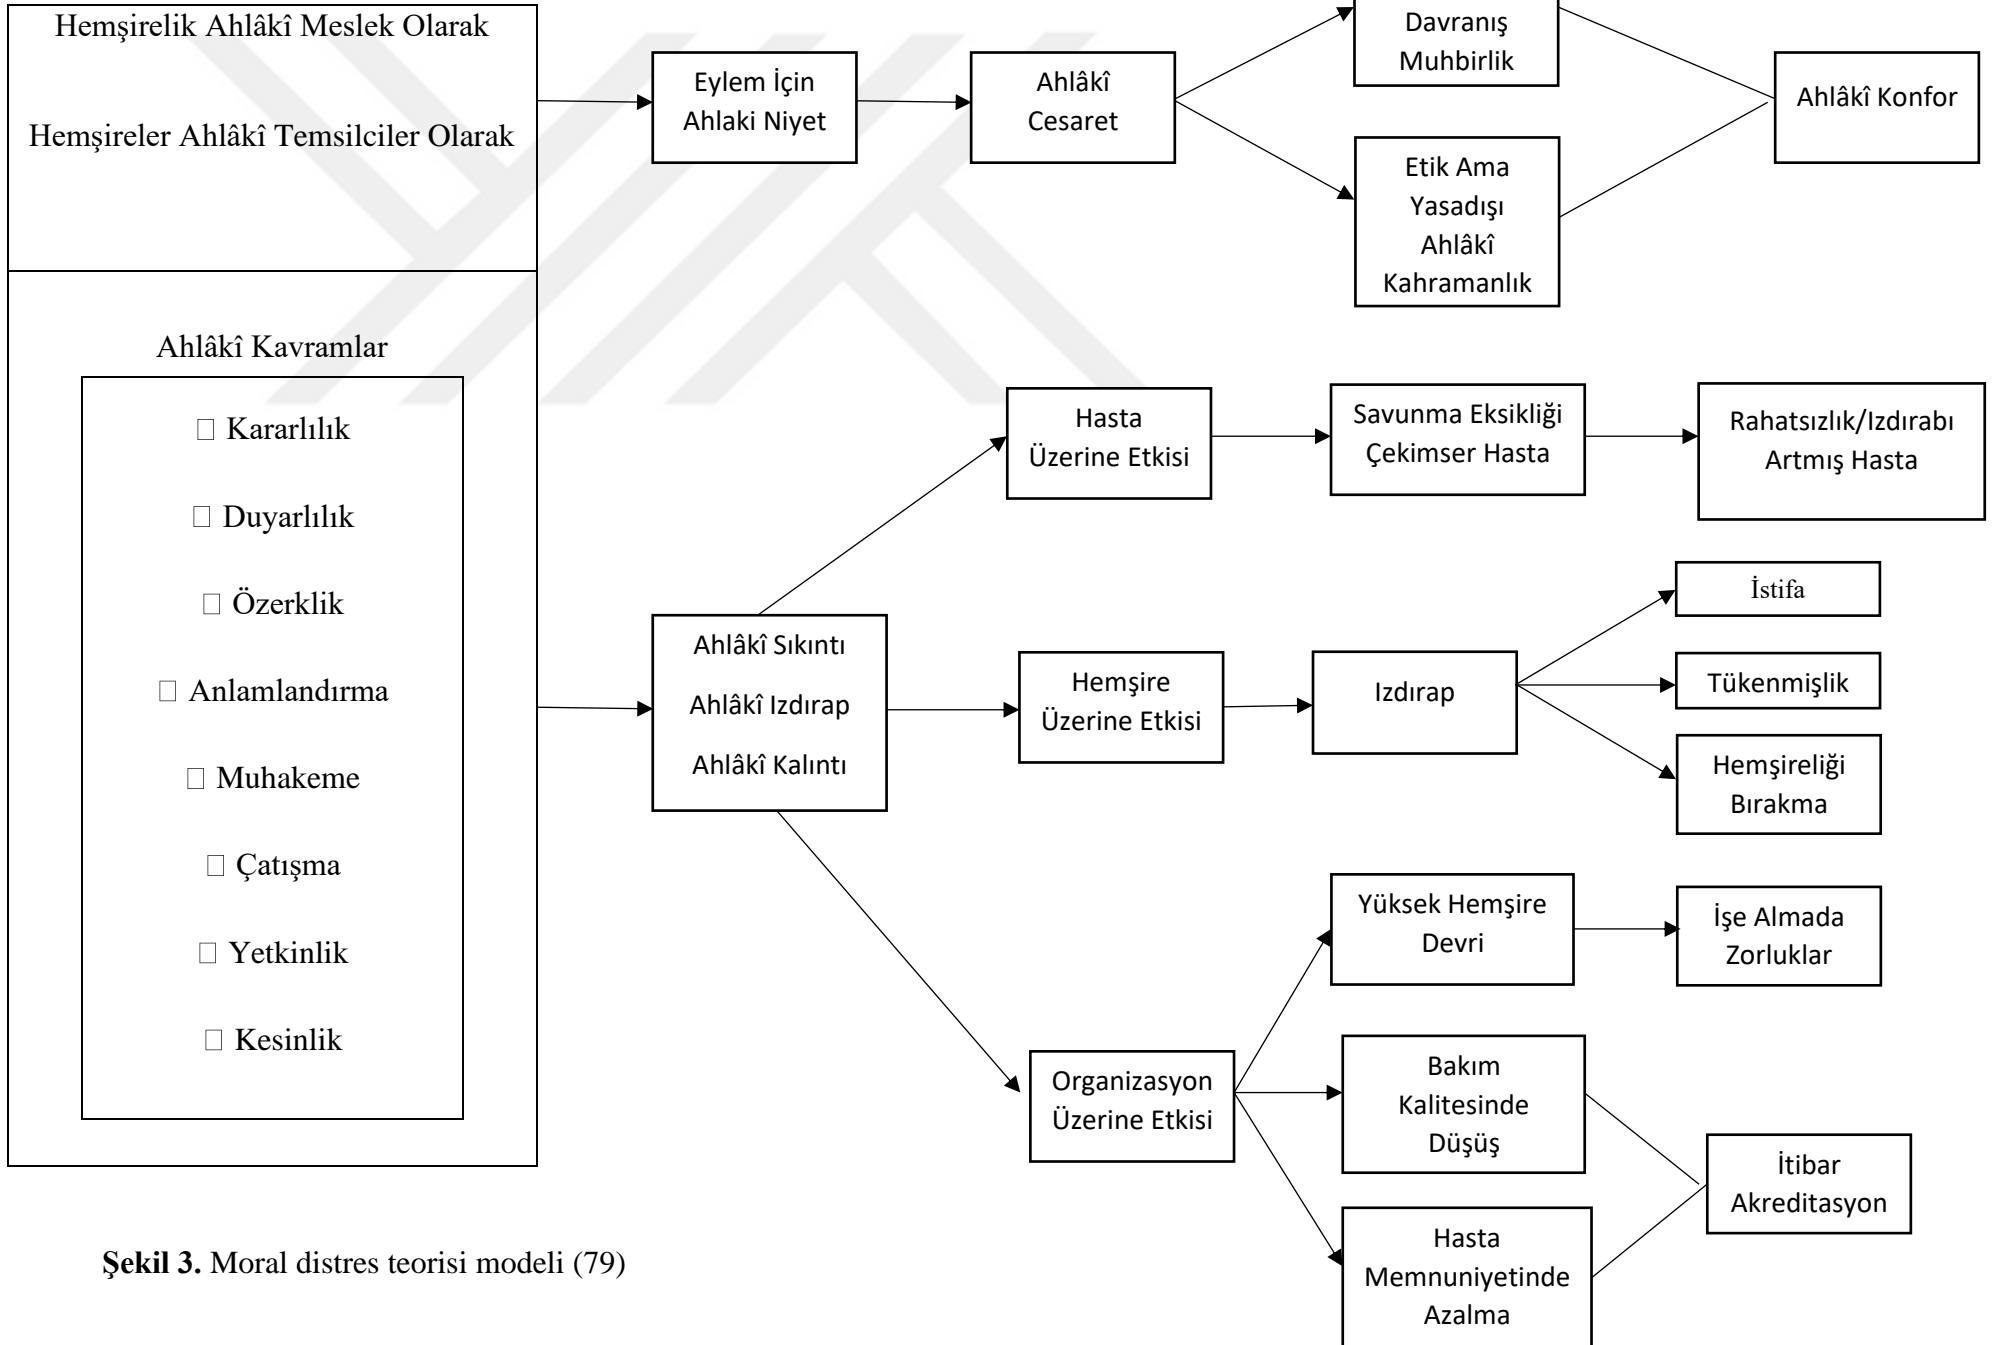 Hemşirelik Ahlâkî Meslek Olarak
Hemşireler Ahlâkî Temsilciler Olarak
Eylem İçin
Ahlaki Niyet
Ahlâkî
Cesaret
Davranış
Muhbirlik
Etik Ama
Yasadışı
Ahlâkî
Kahramanlık
Ahlâkî Konfor
Ahlâkî Kavramlar
Kararlılık
Duyarlılık
Özerklik
Anlamlandırma
Muhakeme
Çatışma
Yetkinlik
Kesinlik
Ahlâkî Sıkıntı
Ahlâkî Izdırap
Ahlâkî Kalıntı
Hasta
Üzerine Etkisi
Savunma Eksikliği
Çekimser Hasta
Rahatsızlık/Izdırabı
Artmış Hasta
Hemşire
Üzerine Etkisi
Izdırap
İstifa
Tükenmişlik
Hemşireliği
Bırakma
Organizasyon
Üzerine Etkisi
Yüksek Hemşire
Devri
İşe Almada
Zorluklar
Bakım
Kalitesinde
Düşüş
Hasta
Memnuniyetinde
Azalma
İtibar
Akreditasyon
Şekil 3. Moral distres teorisi modeli (79)